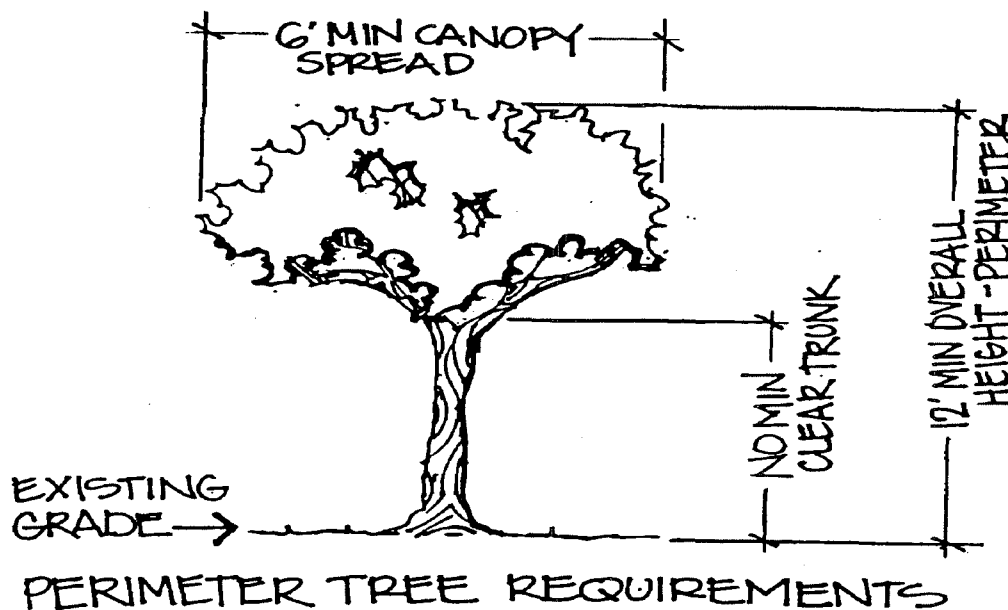 6' MIN CANOPY
SPREAD
NO MIN
CLEAR TRUNK
12' MIN OVERALL
HEIGHT-PERIMETER
EXISTING
GRADE
PERIMETER TREE REQUIREMENTS